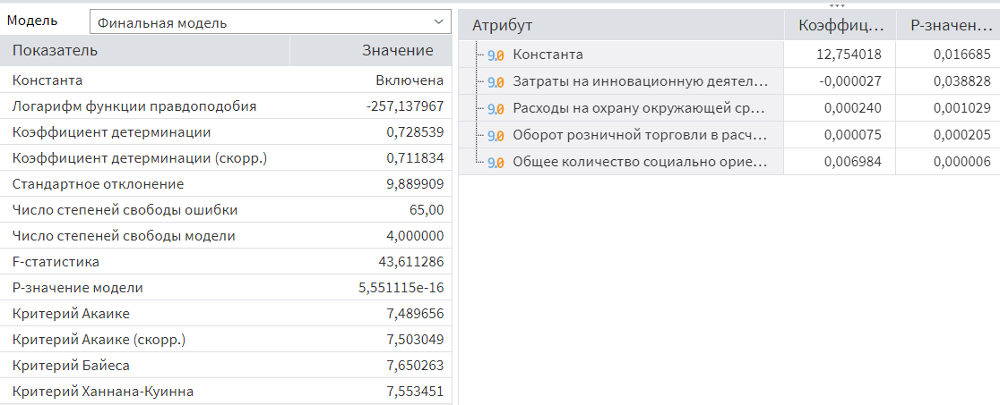 Модель Финальная модель
Показатель Значение
Константа Включена
Логарифм функции правдоподобия -257,137967
Коэффициент детерминации 0,728539
Коэффициент детерминации (скорр.) 0,711834
Стандартное отклонение 9,889909
Число степеней свободы ошибки 65,00
Число степеней свободы модели 4,000000
F-статистика 43,611286
P-значение модели 5,551115e-16
Критерий Акаике 7,489656
Критерий Акаике (скорр.) 7,503049
Критерий Байеса 7,650263
Критерий Ханнана-Куинна 7,553451
Атрибут Коэффиц... P-значен...
9.0 Константа 12,754018 0,016685
9.0 Затраты на инновационную деятел... -0,000027 0,038828
9.0 Расходы на охрану окружающей ср... 0,000240 0,001029
9.0 Оборот розничной торговли в расч... 0,000075 0,000205
9.0 Общее количество социально орие... 0,006984 0,000006